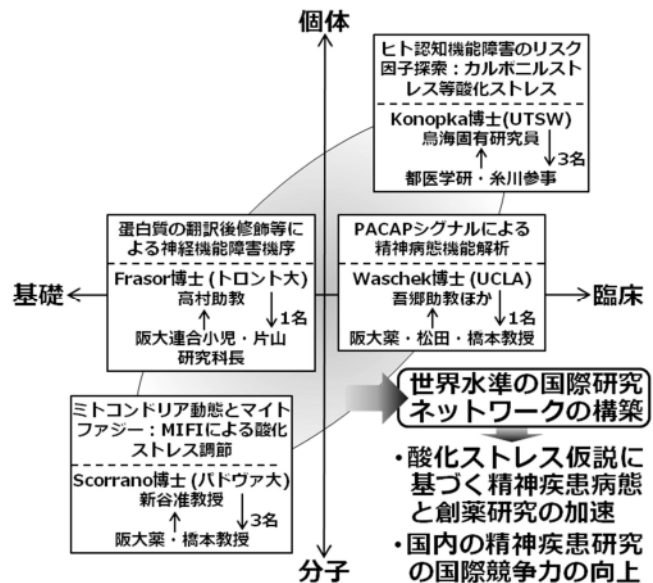 個体
ヒト認知機能障害のリスク
因子探索：カルボニルスト
レス等酸化ストレス
Konopka博士(UTSW)
鳥海固有研究員
3名
都医学研・糸川参事
蛋白質の翻訳後修飾等に
よる神経機能障害機序
Frasor博士(トロント大)
高村助教
1名
阪大連合小児・片山
研究科長
PACAPシグナルによる
精神病態機能解析
Waschek博士(UCLA)
吾郷助教ほか
1名
阪大薬・松田・橋本教授
基礎
臨床
ミトコンドリア動態とマイト
ファジー：MIFIによる酸化
ストレス調節
Scorrano博士(パドヴァ大)
新谷准教授
3名
阪大薬・橋本教授
世界水準の国際研究
ネットワークの構築
・酸化ストレス仮説に
基づく精神疾患病態
と創薬研究の加速
・国内の精神疾患研究
の国際競争力の向上
分子